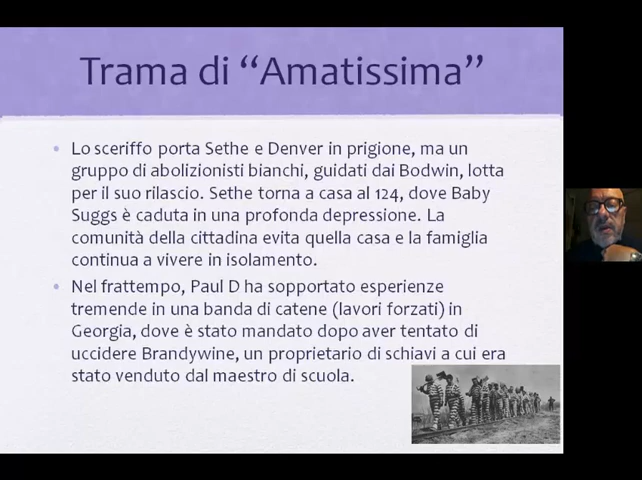 Trama di “Amatissima”
• Lo sceriffo porta Sethe e Denver in prigione, ma un
gruppo di abolizionisti bianchi, guidati dai Bodwin, lotta
per il suo rilascio. Sethe torna a casa al 124, dove Baby
Suggs è caduta in una profonda depressione. La
comunità della cittadina evita quella casa e la famiglia
continua a vivere in isolamento.
• Nel frattempo, Paul D ha sopportato esperienze
tremende in una banda di catene (lavori forzati) in
Georgia, dove è stato mandato dopo aver tentato di
uccidere Brandywine, un proprietario di schiavi a cui era
stato venduto dal maestro di scuola.